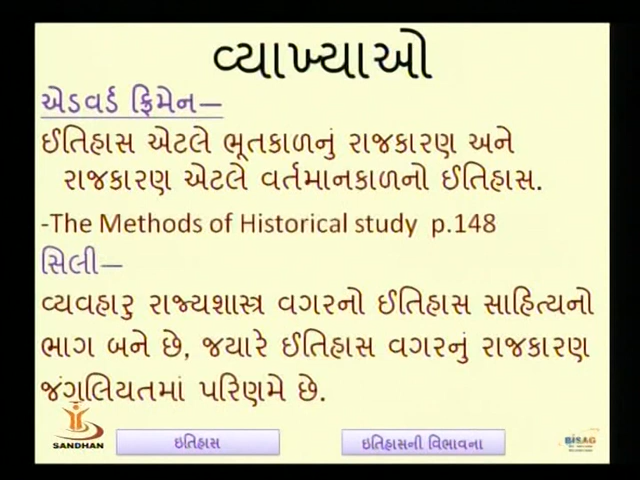 વ્યાખ્યાઓ
એડવર્ડ ફ્રિમેન—
ઈતિહાસ એટલે ભૂતકાળનું રાજકારણ અને
રાજકારણ એટલે વર્તમાનકાળનો ઈતિહાસ.
-The Methods of Historical study p.148
સિલી—
વ્યવહારુ રાજ્યશાસ્ત્ર વગરનો ઈતિહાસ સાહિત્યનો
ભાગ બને છે, જયારે ઈતિહાસ વગરનું રાજકારણ
જંગલિયતમાં પરિણમે છે.
SANDHAN
ઇતિહાસ
ઇતિહાસની વિભાવના
BISAG